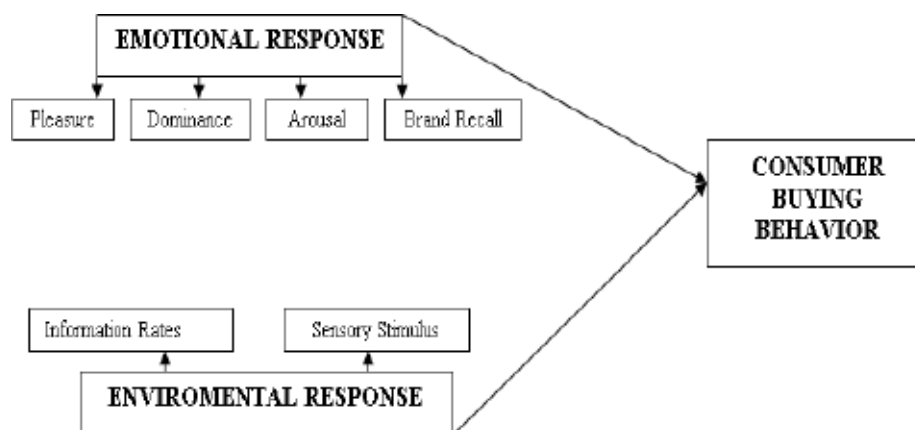 EMOTIONAL RESPONSE
Pleasure
Dominance
Arousal
Brand Recall
CONSUMER
BUYING
BEHAVIOR
Information Rates
Sensory Stimulus
ENVIROMENTAL RESPONSE